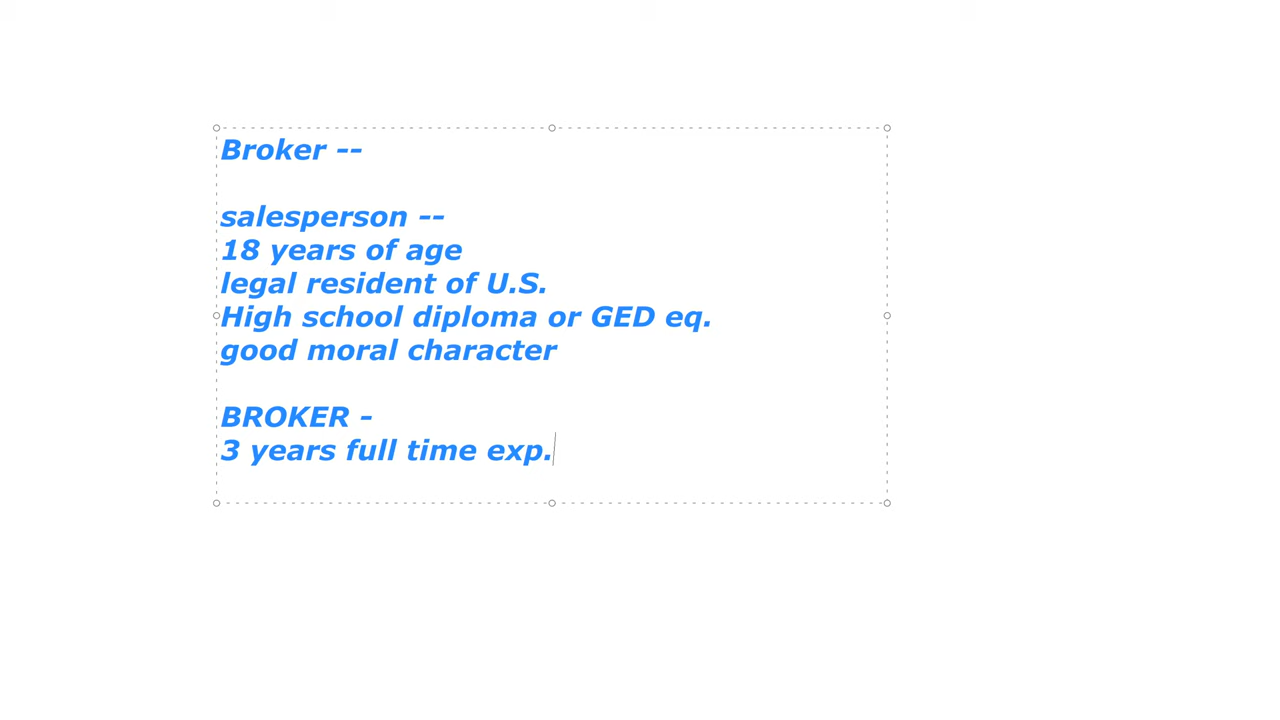 Broker --
salesperson --
18 years of age
legal resident of U.S.
High school diploma or GED eq.
good moral character
BROKER -
3 years full time exp.